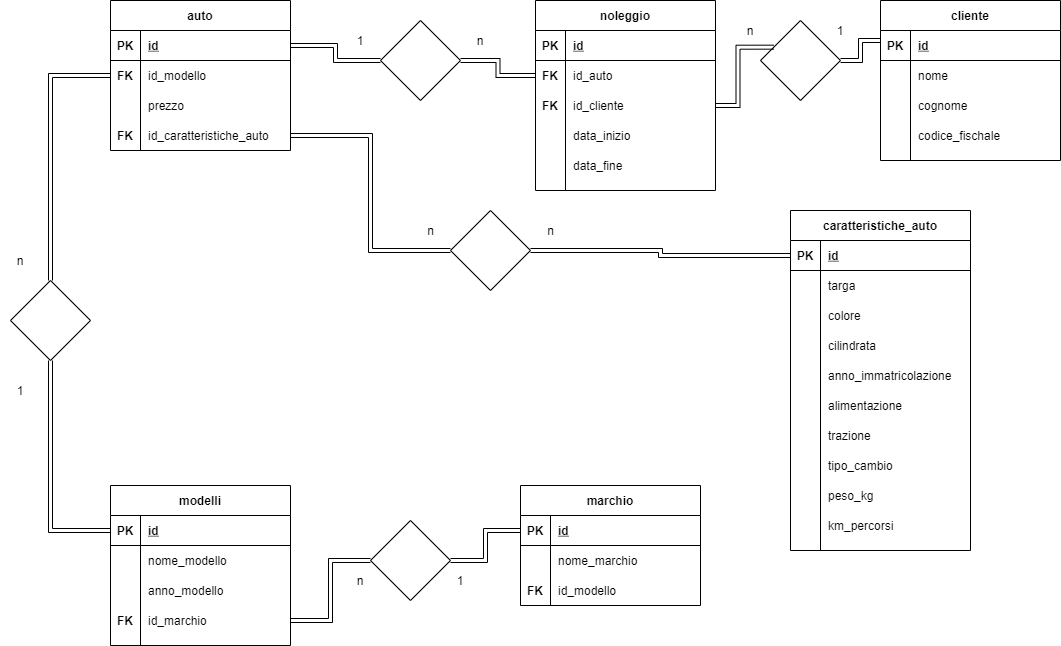 auto
PK id
FK id_modello
prezzo
FK id_caratteristiche_auto
1
n
noleggio
PK id
FK id_auto
FK id_cliente
data_inizio
data_fine
n
1
cliente
PK id
nome
cognome
codice_fischale
n
n
caratteristiche_auto
PK id
targa
colore
cilindrata
anno_immatricolazione
alimentazione
trazione
tipo_cambio
peso_kg
km_percorsi
n
1
modelli
PK id
nome_modello
anno_modello
FK id_marchio
n
1
marchio
PK id
nome_marchio
FK id_modello